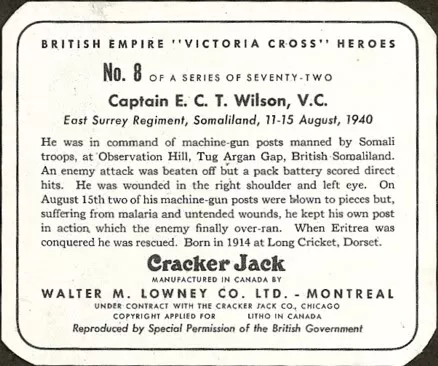 BRITISH EMPIRE "VICTORIA CROSS" HEROES
No. 8 OF A SERIES OF SEVENTY-TWO
Captain E. C. T. Wilson, V.C.
East Surrey Regiment, Somaliland, 11-15 August, 1940
He was in command of machine-gun posts manned by Somali
troops, at Observation Hill, Tug Argan Gap, British Somaliland.
An enemy attack was beaten off but a pack battery scored direct
hits. He was wounded in the right shoulder and left eye. On
August 15th two of his machine-gun posts were blown to pieces but,
suffering from malaria and untended wounds, he kept his own post
in action, which the enemy finally over-ran. When Eritrea was
conquered he was rescued. Born in 1914 at Long Cricket, Dorset.
Cracker Jack
MANUFACTURED IN CANADA BY
WALTER M. LOWNEY CO. LTD. - MONTREAL
UNDER CONTRACT WITH THE CRACKER JACK CO., CHICAGO
COPYRIGHT APPLIED FOR LITHO IN CANADA
Reproduced by Special Permission of the British Government